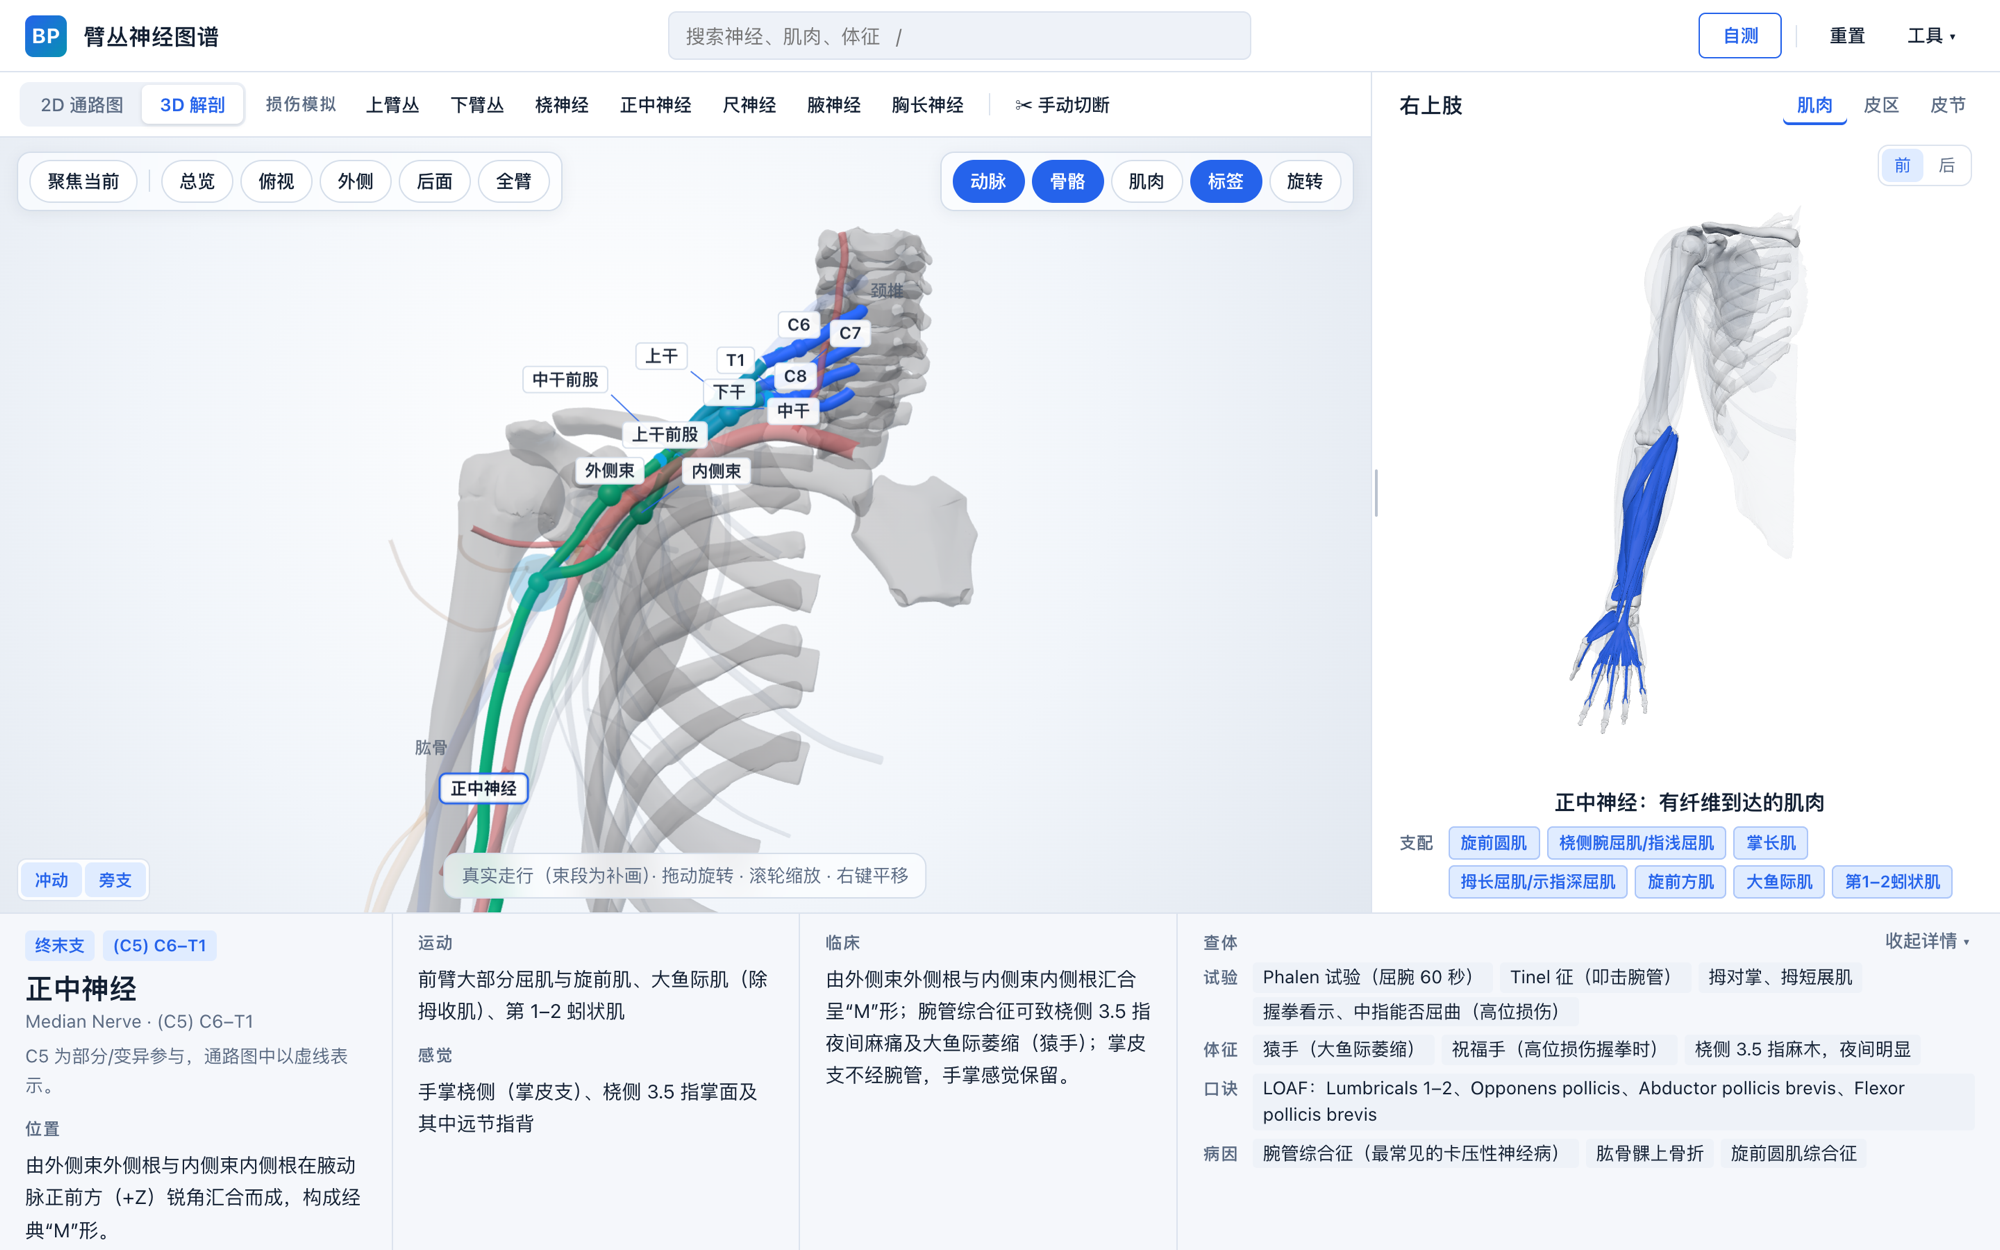 BP 臂丛神经图谱
搜索神经、肌肉、体征 /
自测 重置 工具 ▾
2D 通路图 3D 解剖 损伤模拟 上臂丛 下臂丛 桡神经 正中神经 尺神经 腋神经 胸长神经 ✂ 手动切断
聚焦当前 总览 俯视 外侧 后面 全臂
动脉 骨骼 肌肉 标签 旋转
颈椎
C6
C7
上干
T1
中干前股
C8
下干
中干
上干前股
外侧束
内侧束
肱骨
正中神经
冲动 旁支
真实走行（束段为补画）· 拖动旋转 · 滚轮缩放 · 右键平移
右上肢
肌肉 皮区 皮节
前 后
正中神经：有纤维到达的肌肉
支配 旋前圆肌 桡侧腕屈肌/指浅屈肌 掌长肌
拇长屈肌/示指深屈肌 旋前方肌 大鱼际肌 第1–2蚓状肌
终末支 (C5) C6–T1
正中神经
Median Nerve · (C5) C6–T1
C5 为部分/变异参与，通路图中以虚线表
示。
位置
由外侧束外侧根与内侧束内侧根在腋动
脉正前方（+Z）锐角汇合而成，构成经
典“M”形。
运动
前臂大部分屈肌与旋前肌、大鱼际肌（除
拇收肌）、第 1–2 蚓状肌
感觉
手掌桡侧（掌皮支）、桡侧 3.5 指掌面及
其中远节指背
临床
由外侧束外侧根与内侧束内侧根汇合
呈“M”形；腕管综合征可致桡侧 3.5 指
夜间麻痛及大鱼际萎缩（猿手）；掌皮
支不经腕管，手掌感觉保留。
查体
收起详情 ▾
试验 Phalen 试验（屈腕 60 秒） Tinel 征（叩击腕管） 拇对掌、拇短展肌
握拳看示、中指能否屈曲（高位损伤）
体征 猿手（大鱼际萎缩） 祝福手（高位损伤握拳时） 桡侧 3.5 指麻木，夜间明显
口诀 LOAF：Lumbricals 1–2、Opponens pollicis、Abductor pollicis brevis、Flexor
pollicis brevis
病因 腕管综合征（最常见的卡压性神经病） 肱骨髁上骨折 旋前圆肌综合征